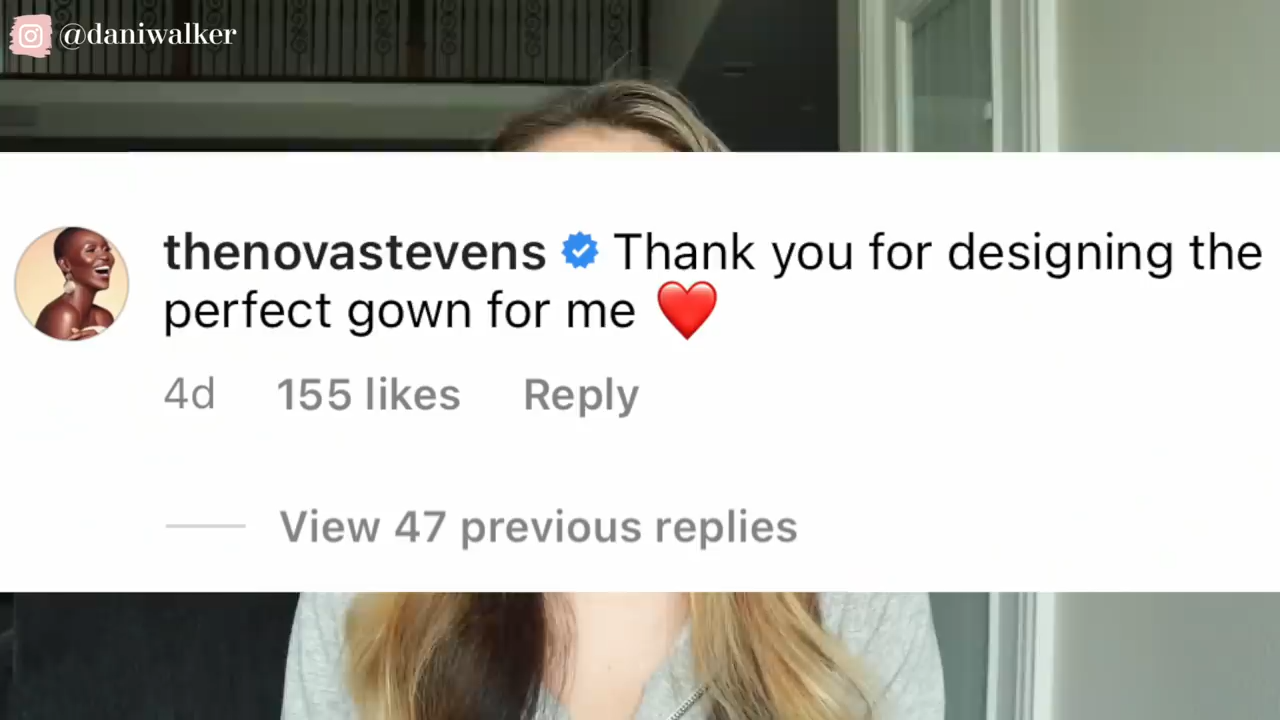 @daniwalker
thenovastevens Thank you for designing the
perfect gown for me ❤️
4d 155 likes Reply
View 47 previous replies